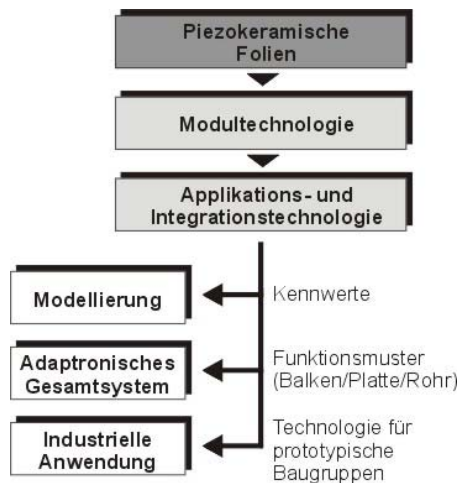 Piezokeramische
Folien
Modultechnologie
Applikations- und
Integrationstechnologie
Modellierung
Kennwerte
Adaptronisches
Gesamtsystem
Funktionsmuster
(Balken/Platte/Rohr)
Industrielle
Anwendung
Technologie für
prototypische
Baugruppen